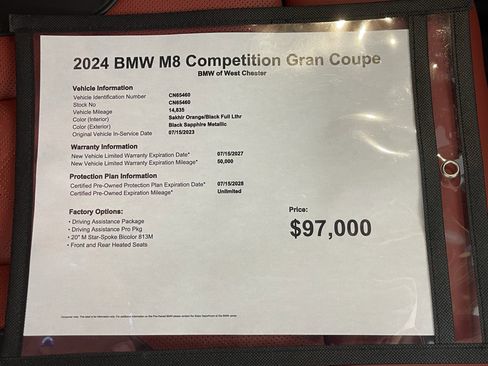 2024 BMW M8 Competition Gran Coupe
BMW of West Chester
Vehicle Information
Vehicle Identification Number CN65460
Stock No CN65460
Vehicle Mileage 14,835
Color (Interior) Sakhir Orange/Black Full Lthr
Color (Exterior) Black Sapphire Metallic
Original Vehicle In-Service Date 07/15/2023
Warranty Information
New Vehicle Limited Warranty Expiration Date* 07/15/2027
New Vehicle Limited Warranty Expiration Mileage* 50,000
Protection Plan Information
Certified Pre-Owned Protection Plan Expiration Date* 07/15/2028
Certified Pre-Owned Expiration Mileage* Unlimited
Factory Options:
• Driving Assistance Package
• Driving Assistance Pro Pkg
• 20" M Star-Spoke Bicolor 813M
• Front and Rear Heated Seats
Price:
$97,000